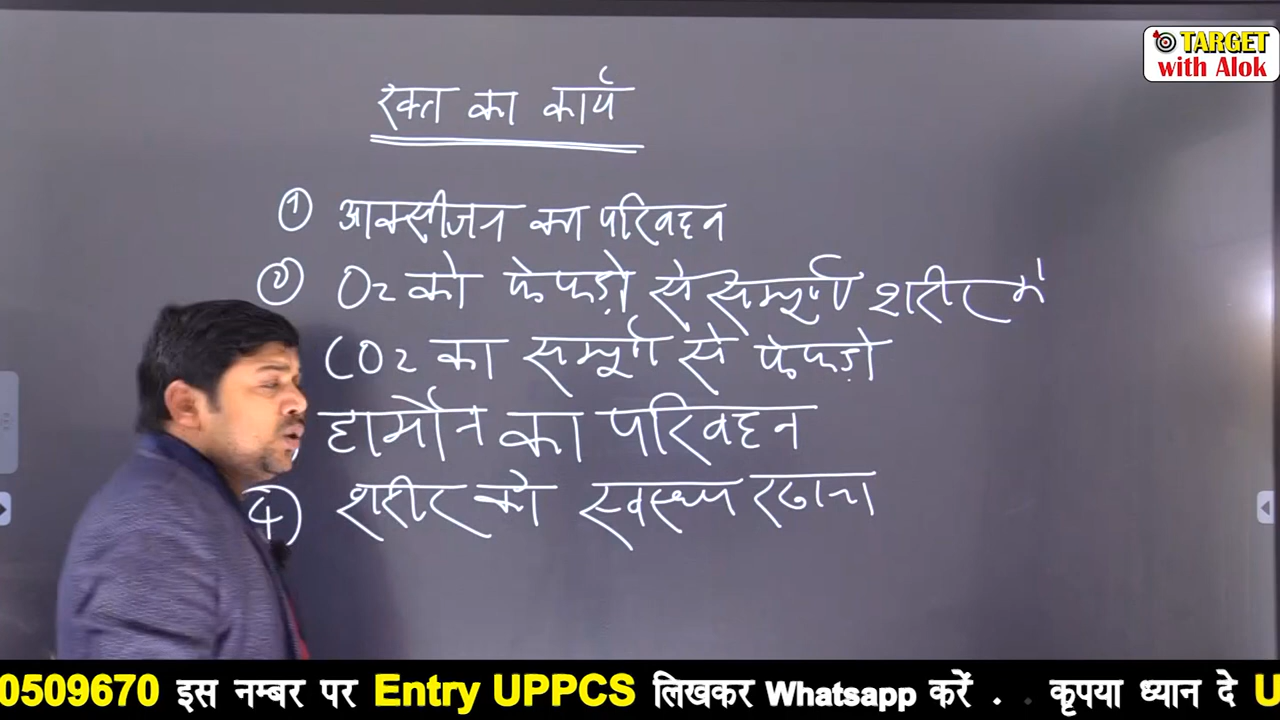 TARGET
with Alok
रक्त का कार्य
① आक्सीजन का परिवहन
② O2 को फेफड़ो से सम्पूर्ण शरीर में
CO2 का सम्पूर्ण से फेफड़ो
हार्मोन का परिवहन
④ शरीर को स्वस्थ्य रखना
0509670 इस नम्बर पर Entry UPPCS लिखकर Whatsapp करें . . कृपया ध्यान दे U